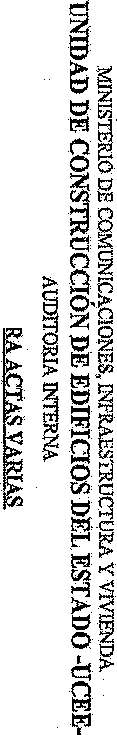 MINISTERIO DE COMUNICACIONES, INFRAESTRUCTURA Y VIVIENDA
UNIDAD DE CONSTRUCCIÓN DE EDIFICIOS DEL ESTADO -UCEE-
AUDITORIA INTERNA
RA ACTAS VARIAS